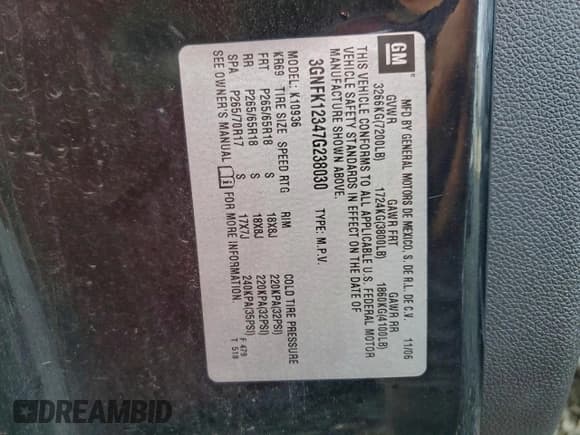 GM
MFD BY GENERAL MOTORS DE MEXICO, S. DE R.L. DE C.V. 11/06
GVWR GAWR FRT GAWR RR
3266KG(7200LB) 1724KG(3800LB) 1860KG(4100LB)
THIS VEHICLE CONFORMS TO ALL APPLICABLE U.S. FEDERAL MOTOR
VEHICLE SAFETY STANDARDS IN EFFECT ON THE DATE OF
MANUFACTURE SHOWN ABOVE.
3GNFK12347G238030 TYPE: M.P.V.
MODEL: K10936
KR69 TIRE SIZE SPEED RTG RIM COLD TIRE PRESSURE
FRT P265/65R18 S 18X8J 220KPA(32PSI)
RR P265/65R18 S 18X8J 220KPA(32PSI)
SPA P265/70R17 S 17X7J 240KPA(35PSI)
SEE OWNER'S MANUAL FOR MORE INFORMATION
F 479
T 518
DREAMBID